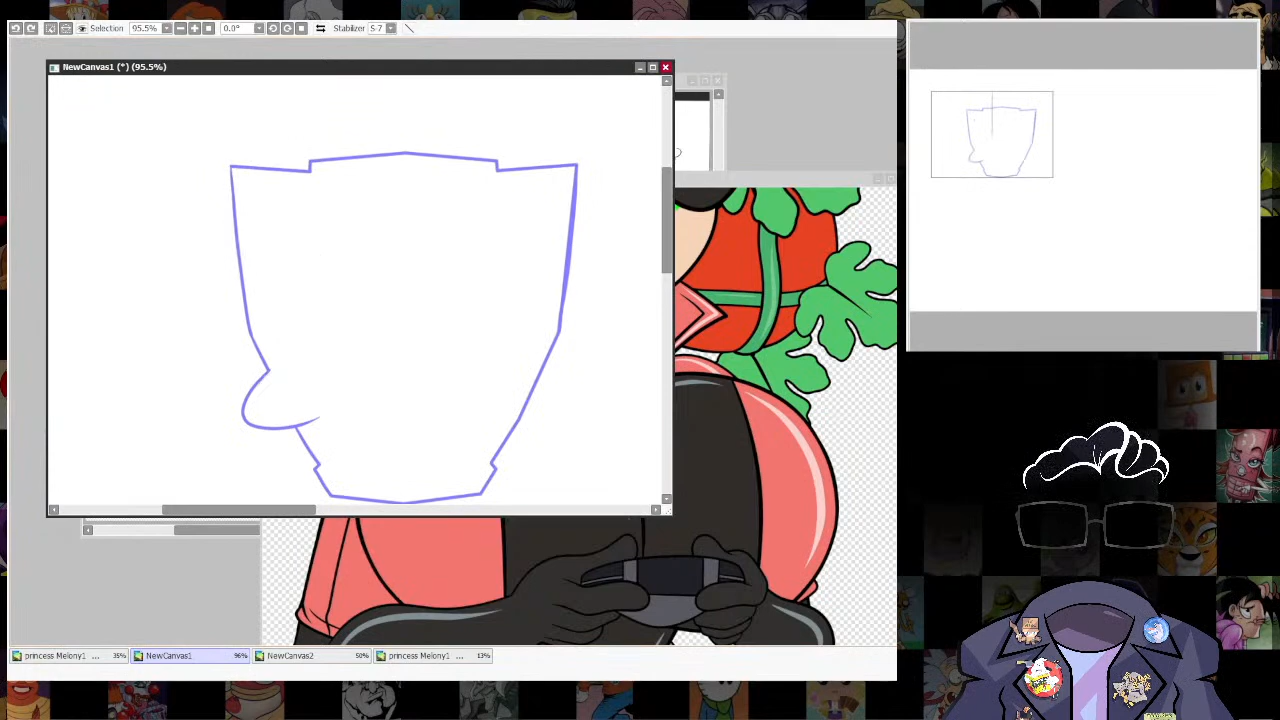 Selection 95.5% 0.0° Stabilizer S-7
NewCanvas1 (*) (95.5%)
princess Melony1 ... 35% NewCanvas1 96% NewCanvas2 50% princess Melony1 ... 13%